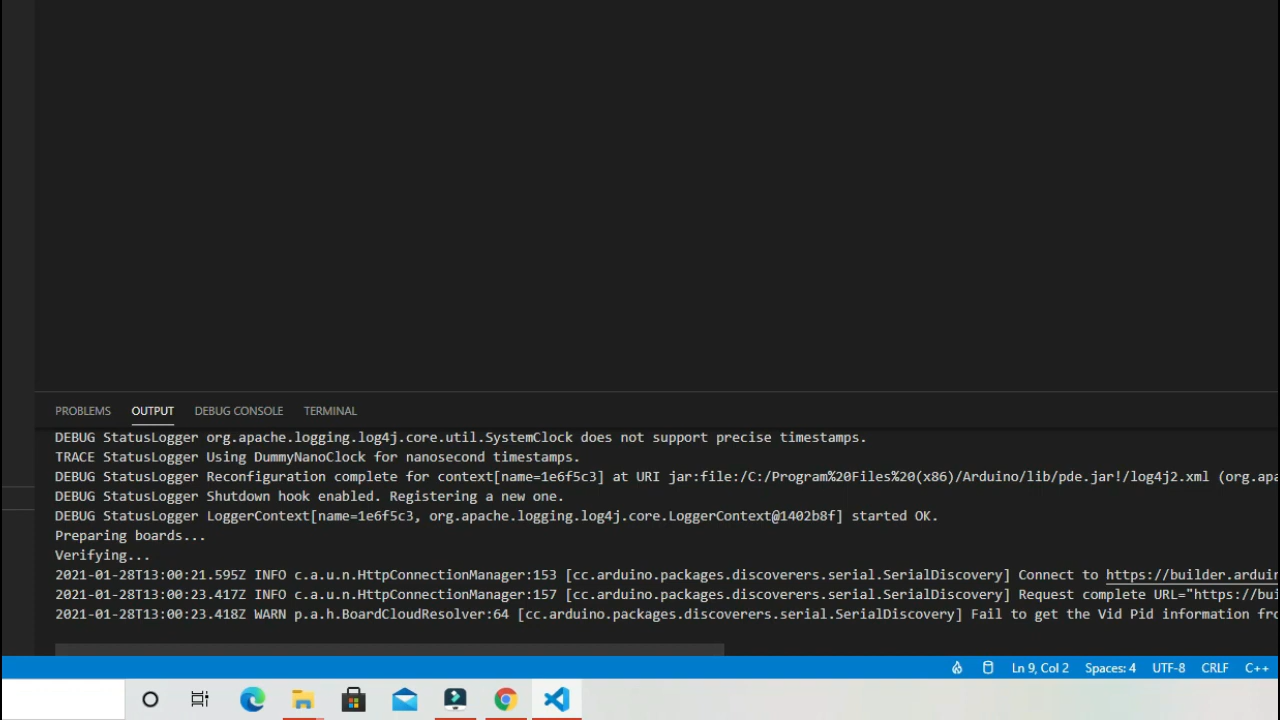 PROBLEMS OUTPUT DEBUG CONSOLE TERMINAL
DEBUG StatusLogger org.apache.logging.log4j.core.util.SystemClock does not support precise timestamps.
TRACE StatusLogger Using DummyNanoClock for nanosecond timestamps.
DEBUG StatusLogger Reconfiguration complete for context[name=1e6f5c3] at URI jar:file:/C:/Program%20Files%20(x86)/Arduino/lib/pde.jar!/log4j2.xml (org.apa
DEBUG StatusLogger Shutdown hook enabled. Registering a new one.
DEBUG StatusLogger LoggerContext[name=1e6f5c3, org.apache.logging.log4j.core.LoggerContext@1402b8f] started OK.
Preparing boards...
Verifying...
2021-01-28T13:00:21.595Z INFO c.a.u.n.HttpConnectionManager:153 [cc.arduino.packages.discoverers.serial.SerialDiscovery] Connect to https://builder.arduin
2021-01-28T13:00:23.417Z INFO c.a.u.n.HttpConnectionManager:157 [cc.arduino.packages.discoverers.serial.SerialDiscovery] Request complete URL="https://bui
2021-01-28T13:00:23.418Z WARN p.a.h.BoardCloudResolver:64 [cc.arduino.packages.discoverers.serial.SerialDiscovery] Fail to get the Vid Pid information fro
Ln 9, Col 2 Spaces: 4 UTF-8 CRLF C++